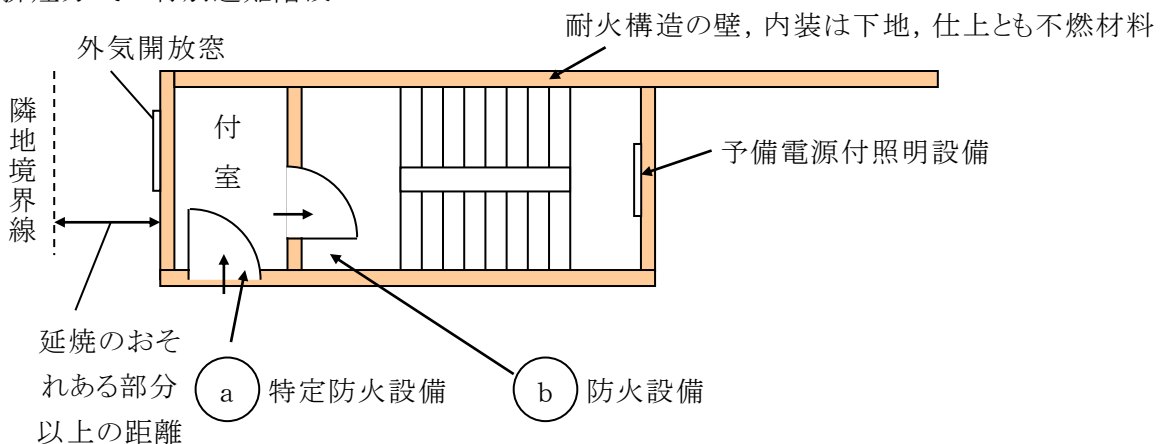 耐火構造の壁，内装は下地，仕上とも不燃材料
外気開放窓
隣地境界線
付室
予備電源付照明設備
延焼のおそ
れある部分
以上の距離
a 特定防火設備
b 防火設備